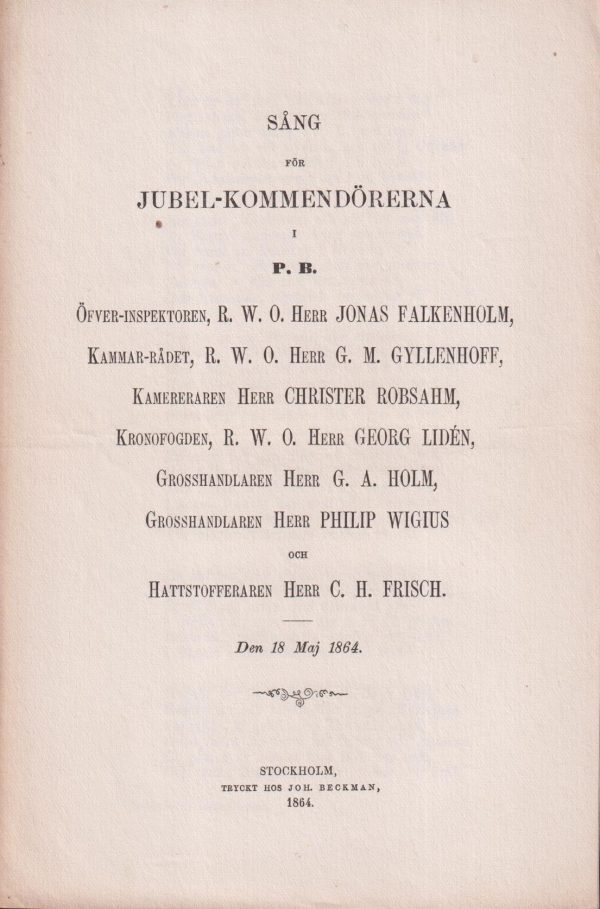 SÅNG
FÖR
JUBEL-KOMMENDÖRERNA
I
P. B.
ÖFVER-INSPEKTOREN, R. W. O. HERR JONAS FALKENHOLM,
KAMMAR-RÅDET, R. W. O. HERR G. M. GYLLENHOFF,
KAMERERAREN HERR CHRISTER ROBSAHM,
KRONOFOGDEN, R. W. O. HERR GEORG LIDÉN,
GROSSHANDLAREN HERR G. A. HOLM,
GROSSHANDLAREN HERR PHILIP WIGIUS
OCH
HATTSTOFFERAREN HERR C. H. FRISCH.
Den 18 Maj 1864.
STOCKHOLM,
TRYCKT HOS JOH. BECKMAN,
1864.